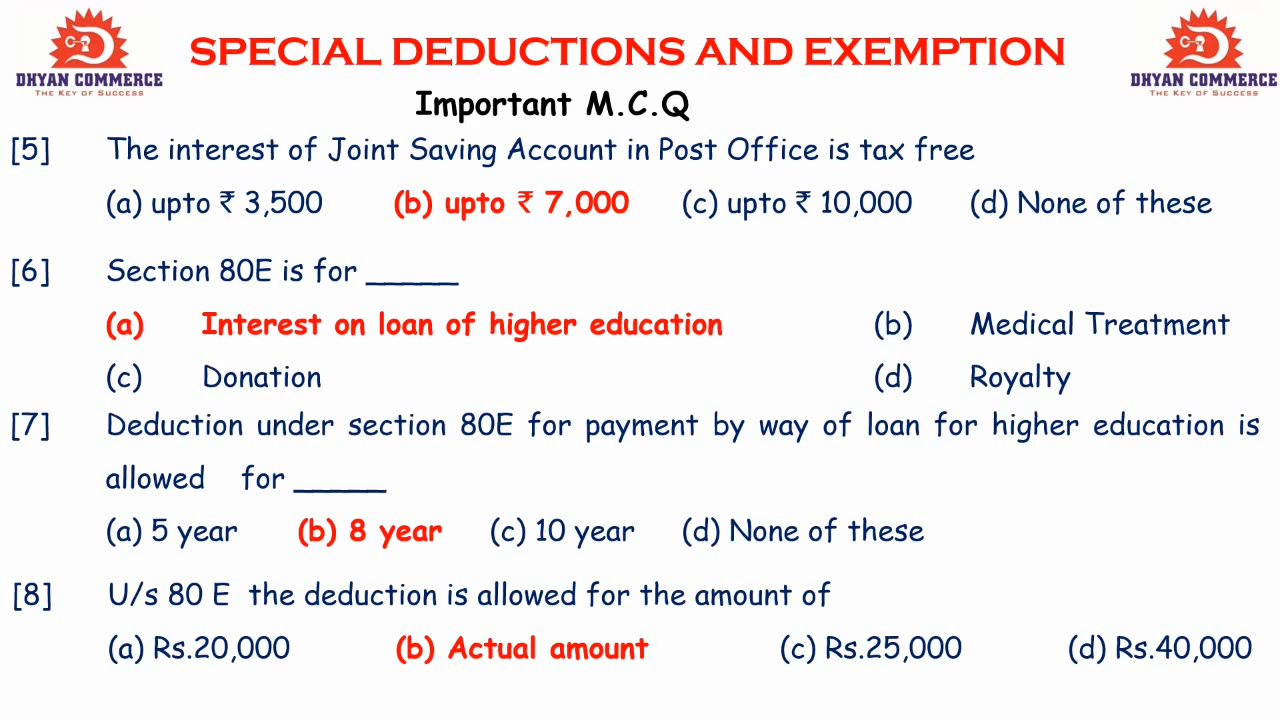 DHYAN COMMERCE
THE KEY OF SUCCESS
SPECIAL DEDUCTIONS AND EXEMPTION
DHYAN COMMERCE
THE KEY OF SUCCESS
Important M.C.Q
[5] The interest of Joint Saving Account in Post Office is tax free
(a) upto ₹ 3,500 (b) upto ₹ 7,000 (c) upto ₹ 10,000 (d) None of these
[6] Section 80E is for _____
(a) Interest on loan of higher education (b) Medical Treatment
(c) Donation (d) Royalty
[7] Deduction under section 80E for payment by way of loan for higher education is
allowed for _____
(a) 5 year (b) 8 year (c) 10 year (d) None of these
[8] U/s 80 E the deduction is allowed for the amount of
(a) Rs.20,000 (b) Actual amount (c) Rs.25,000 (d) Rs.40,000